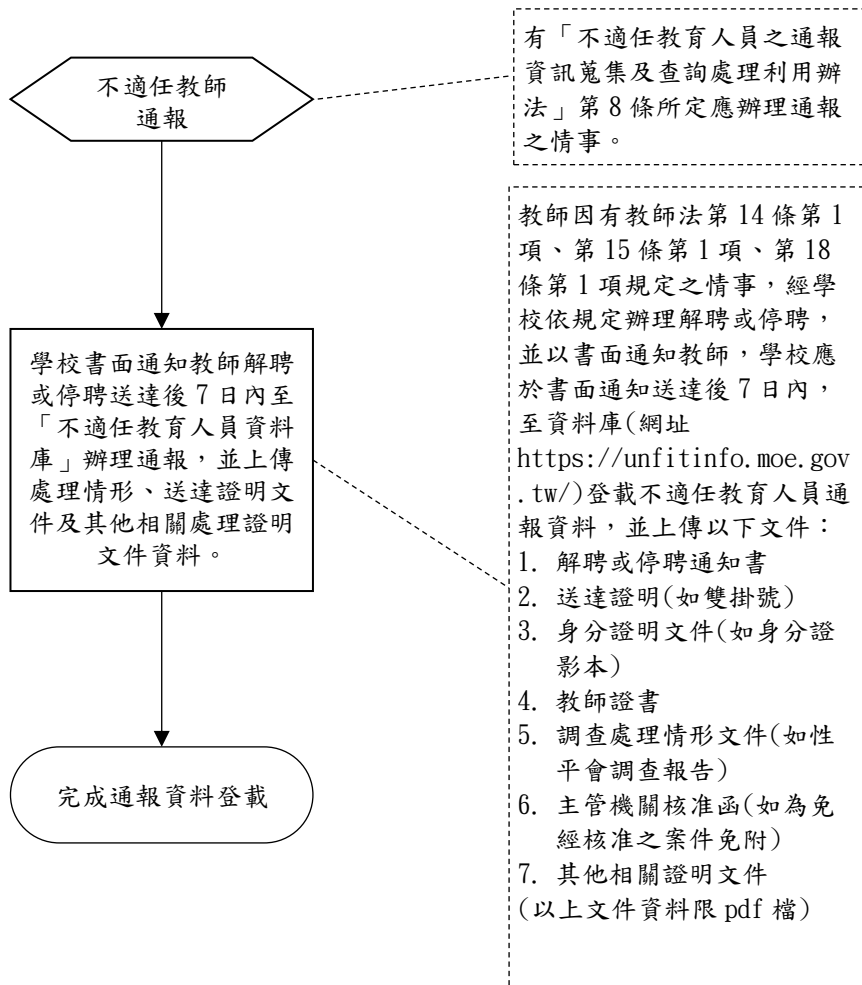 不適任教師
通報
有「不適任教育人員之通報
資訊蒐集及查詢處理利用辦
法」第 8 條所定應辦理通報
之情事。
學校書面通知教師解聘
或停聘送達後 7 日內至
「不適任教育人員資料
庫」辦理通報，並上傳
處理情形、送達證明文
件及其他相關處理證明
文件資料。
教師因有教師法第 14 條第 1
項、第 15 條第 1 項、第 18
條第 1 項規定之情事，經學
校依規定辦理解聘或停聘，
並以書面通知教師，學校應
於書面通知送達後 7 日內，
至資料庫(網址
https://unfitinfo.moe.gov
.tw/)登載不適任教育人員通
報資料，並上傳以下文件：
1. 解聘或停聘通知書
2. 送達證明(如雙掛號)
3. 身分證明文件(如身分證
影本)
4. 教師證書
5. 調查處理情形文件(如性
平會調查報告)
6. 主管機關核准函(如為免
經核准之案件免附)
7. 其他相關證明文件
(以上文件資料限 pdf 檔)
完成通報資料登載